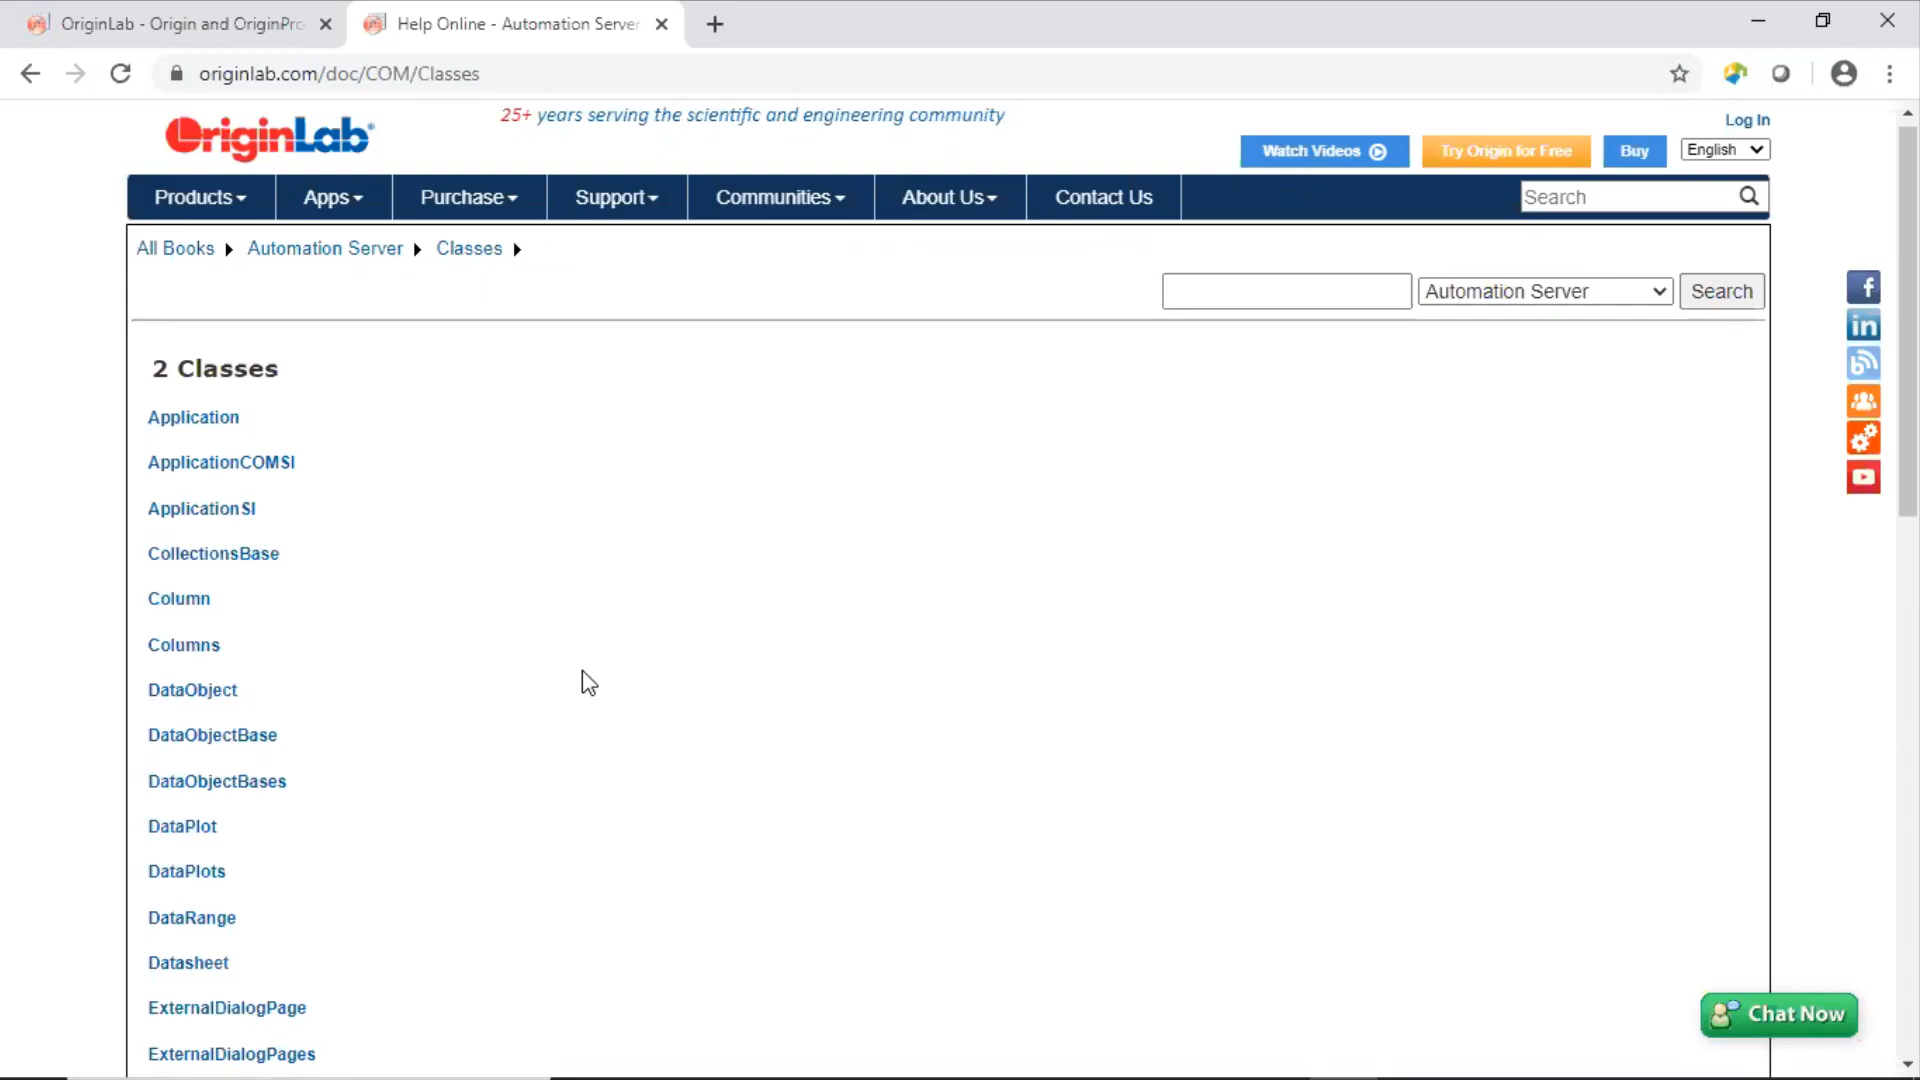 OriginLab - Origin and OriginPro
Help Online - Automation Server
originlab.com/doc/COM/Classes
OriginLab®
25+ years serving the scientific and engineering community
Log In
Watch Videos
Try Origin for Free
Buy
English
Products
Apps
Purchase
Support
Communities
About Us
Contact Us
Search
All Books
Automation Server
Classes
Automation Server
Search
2 Classes
Application
ApplicationCOMSI
ApplicationSI
CollectionsBase
Column
Columns
DataObject
DataObjectBase
DataObjectBases
DataPlot
DataPlots
DataRange
Datasheet
ExternalDialogPage
ExternalDialogPages
f
in
b
Chat Now